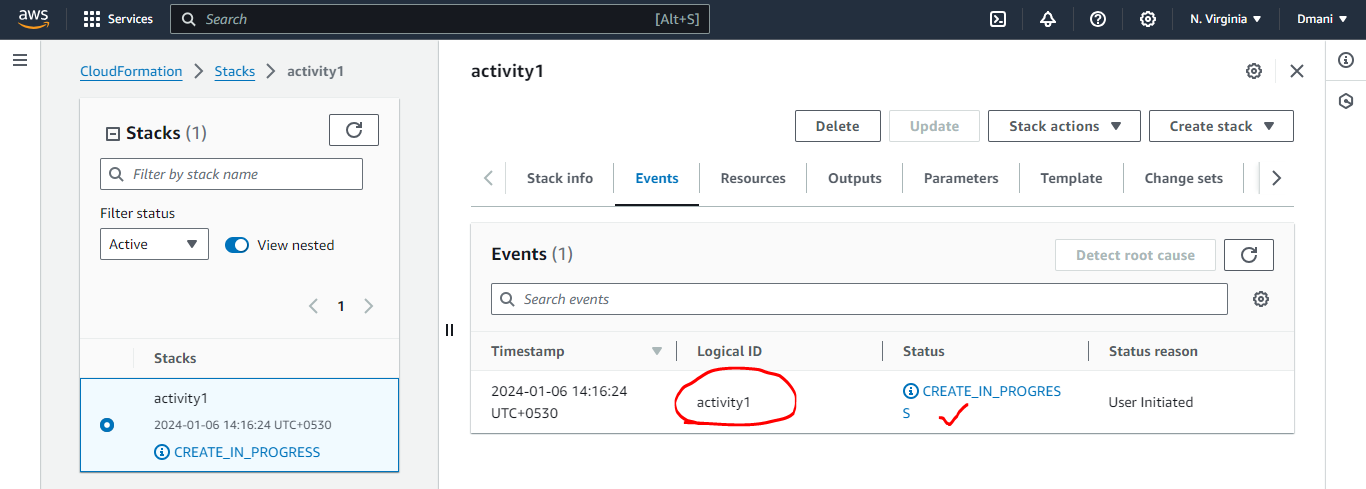 aws Services Search [Alt+S] N. Virginia Dmani
CloudFormation Stacks activity1
Stacks (1)
Filter by stack name
Filter status
Active View nested
1
Stacks
activity1
2024-01-06 14:16:24 UTC+0530
CREATE_IN_PROGRESS
activity1
Delete Update Stack actions Create stack
Stack info Events Resources Outputs Parameters Template Change sets
Events (1)
Detect root cause
Search events
Timestamp Logical ID Status Status reason
2024-01-06 14:16:24
UTC+0530
activity1
CREATE_IN_PROGRES
S
User Initiated